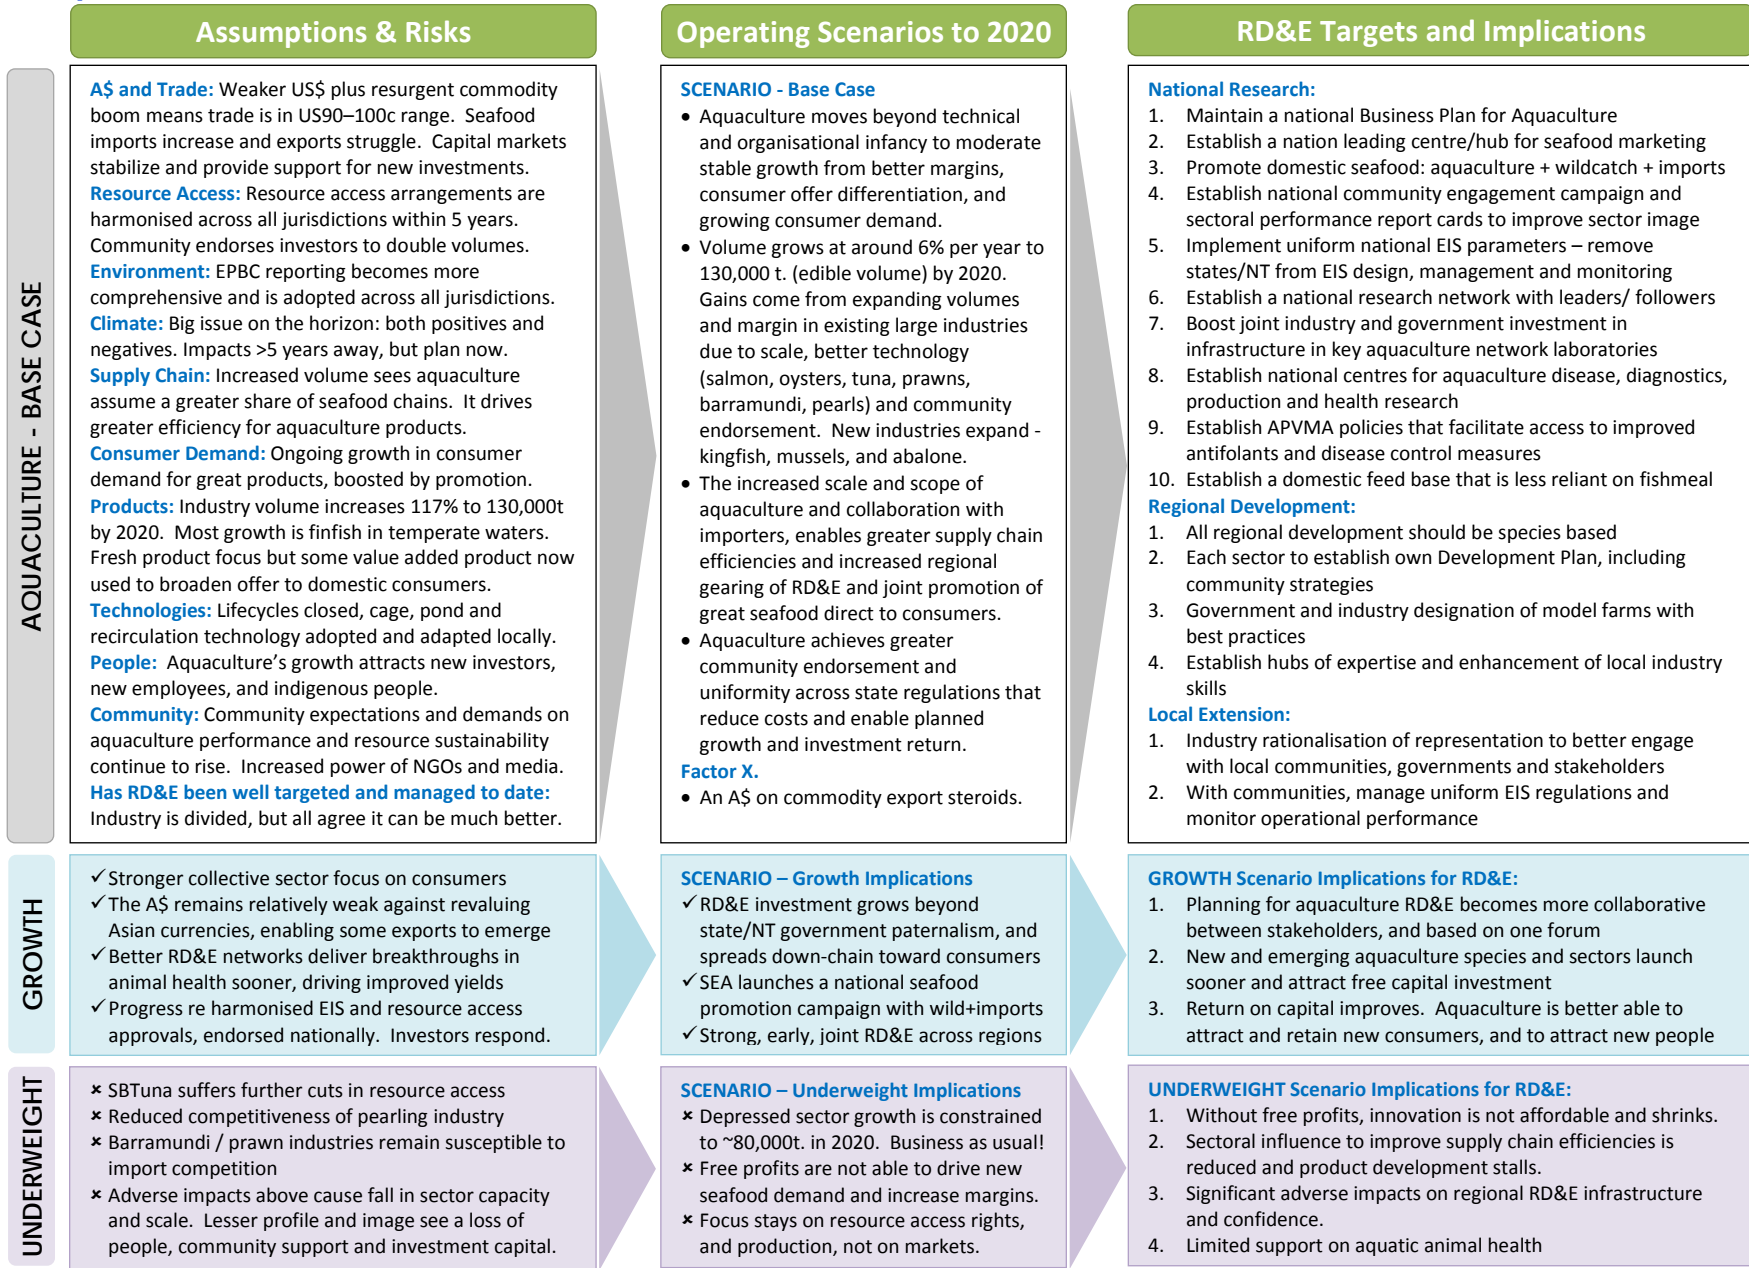 Assumptions & Risks
Operating Scenarios to 2020
RD&E Targets and Implications
AQUACULTURE - BASE CASE
A$ and Trade: Weaker US$ plus resurgent commodity
boom means trade is in US90–100c range. Seafood
imports increase and exports struggle. Capital markets
stabilize and provide support for new investments.
Resource Access: Resource access arrangements are
harmonised across all jurisdictions within 5 years.
Community endorses investors to double volumes.
Environment: EPBC reporting becomes more
comprehensive and is adopted across all jurisdictions.
Climate: Big issue on the horizon: both positives and
negatives. Impacts >5 years away, but plan now.
Supply Chain: Increased volume sees aquaculture
assume a greater share of seafood chains. It drives
greater efficiency for aquaculture products.
Consumer Demand: Ongoing growth in consumer
demand for great products, boosted by promotion.
Products: Industry volume increases 117% to 130,000t
by 2020. Most growth is finfish in temperate waters.
Fresh product focus but some value added product now
used to broaden offer to domestic consumers.
Technologies: Lifecycles closed, cage, pond and
recirculation technology adopted and adapted locally.
People: Aquaculture's growth attracts new investors,
new employees, and indigenous people.
Community: Community expectations and demands on
aquaculture performance and resource sustainability
continue to rise. Increased power of NGOs and media.
Has RD&E been well targeted and managed to date:
Industry is divided, but all agree it can be much better.
SCENARIO - Base Case
• Aquaculture moves beyond technical
and organisational infancy to moderate
stable growth from better margins,
consumer offer differentiation, and
growing consumer demand.
• Volume grows at around 6% per year to
130,000 t. (edible volume) by 2020.
Gains come from expanding volumes
and margin in existing large industries
due to scale, better technology
(salmon, oysters, tuna, prawns,
barramundi, pearls) and community
endorsement. New industries expand -
kingfish, mussels, and abalone.
• The increased scale and scope of
aquaculture and collaboration with
importers, enables greater supply chain
efficiencies and increased regional
gearing of RD&E and joint promotion of
great seafood direct to consumers.
• Aquaculture achieves greater
community endorsement and
uniformity across state regulations that
reduce costs and enable planned
growth and investment return.
Factor X.
• An A$ on commodity export steroids.
National Research:
1. Maintain a national Business Plan for Aquaculture
2. Establish a nation leading centre/hub for seafood marketing
3. Promote domestic seafood: aquaculture + wildcatch + imports
4. Establish national community engagement campaign and
sectoral performance report cards to improve sector image
5. Implement uniform national EIS parameters – remove
states/NT from EIS design, management and monitoring
6. Establish a national research network with leaders/ followers
7. Boost joint industry and government investment in
infrastructure in key aquaculture network laboratories
8. Establish national centres for aquaculture disease, diagnostics,
production and health research
9. Establish APVMA policies that facilitate access to improved
antifolants and disease control measures
10. Establish a domestic feed base that is less reliant on fishmeal
Regional Development:
1. All regional development should be species based
2. Each sector to establish own Development Plan, including
community strategies
3. Government and industry designation of model farms with
best practices
4. Establish hubs of expertise and enhancement of local industry
skills
Local Extension:
1. Industry rationalisation of representation to better engage
with local communities, governments and stakeholders
2. With communities, manage uniform EIS regulations and
monitor operational performance
GROWTH
✓ Stronger collective sector focus on consumers
✓ The A$ remains relatively weak against revaluing
Asian currencies, enabling some exports to emerge
✓ Better RD&E networks deliver breakthroughs in
animal health sooner, driving improved yields
✓ Progress re harmonised EIS and resource access
approvals, endorsed nationally. Investors respond.
SCENARIO – Growth Implications
✓ RD&E investment grows beyond
state/NT government paternalism, and
spreads down-chain toward consumers
✓ SEA launches a national seafood
promotion campaign with wild+imports
✓ Strong, early, joint RD&E across regions
GROWTH Scenario Implications for RD&E:
1. Planning for aquaculture RD&E becomes more collaborative
between stakeholders, and based on one forum
2. New and emerging aquaculture species and sectors launch
sooner and attract free capital investment
3. Return on capital improves. Aquaculture is better able to
attract and retain new consumers, and to attract new people
UNDERWEIGHT
× SBTuna suffers further cuts in resource access
× Reduced competitiveness of pearling industry
× Barramundi / prawn industries remain susceptible to
import competition
× Adverse impacts above cause fall in sector capacity
and scale. Lesser profile and image see a loss of
people, community support and investment capital.
SCENARIO – Underweight Implications
× Depressed sector growth is constrained
to ~80,000t. in 2020. Business as usual!
× Free profits are not able to drive new
seafood demand and increase margins.
× Focus stays on resource access rights,
and production, not on markets.
UNDERWEIGHT Scenario Implications for RD&E:
1. Without free profits, innovation is not affordable and shrinks.
2. Sectoral influence to improve supply chain efficiencies is
reduced and product development stalls.
3. Significant adverse impacts on regional RD&E infrastructure
and confidence.
4. Limited support on aquatic animal health